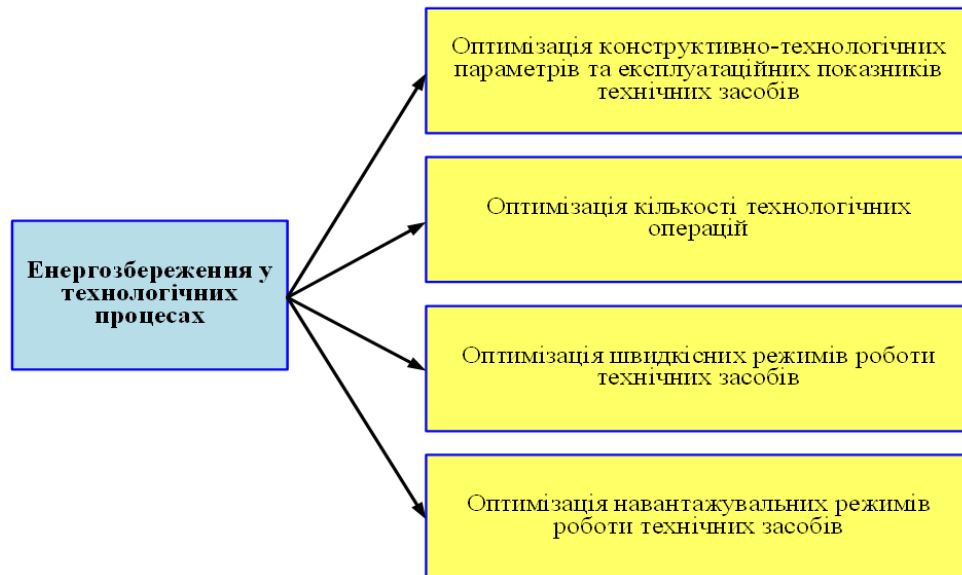 Оптимізація конструктивно-технологічних
параметрів та експлуатаційних показників
технічних засобів
Оптимізація кількості технологічних
операцій
Енергозбереження у
технологічних
процесах
Оптимізація швидкісних режимів роботи
технічних засобів
Оптимізація навантажувальних режимів
роботи технічних засобів